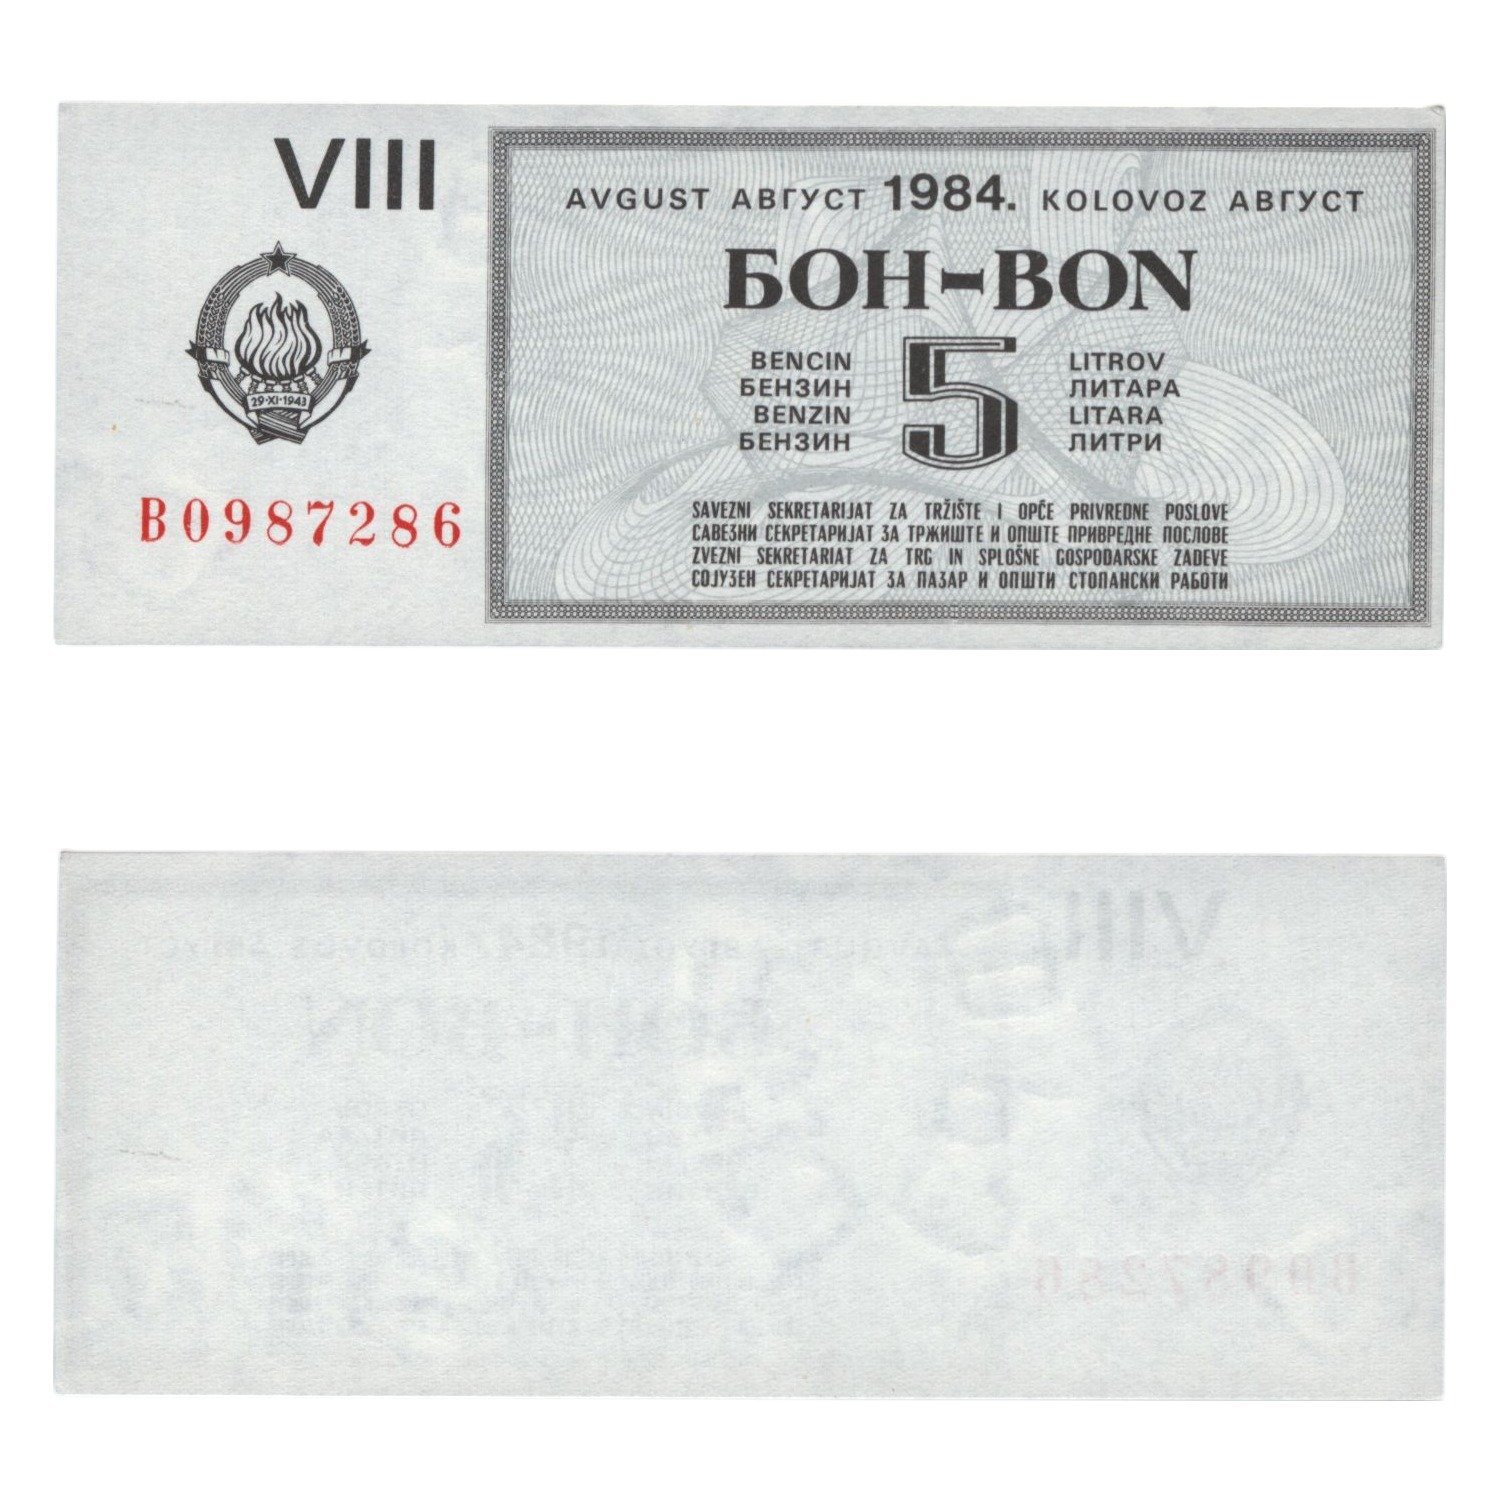 VIII
29·XI·1943
B0987286
AVGUST АВГУСТ 1984. KOLOVOZ АВГУСТ
БОН-BON
BENCIN 5 LITROV
БЕНЗИН ЛИТАРА
BENZIN LITARA
БЕНЗИН ЛИТРИ
SAVEZNI SEKRETARIJAT ZA TRŽIŠTE I OPĆE PRIVREDNE POSLOVE
САВЕЗНИ СЕКРЕТАРИЈАТ ЗА ТРЖИШТЕ И ОПШТЕ ПРИВРЕДНЕ ПОСЛОВЕ
ZVEZNI SEKRETARIAT ZA TRG IN SPLOŠNE GOSPODARSKE ZADEVE
СОЈУЗЕН СЕКРЕТАРИЈАТ ЗА ПАЗАР И ОПШТИ СТОПАНСКИ РАБОТИ